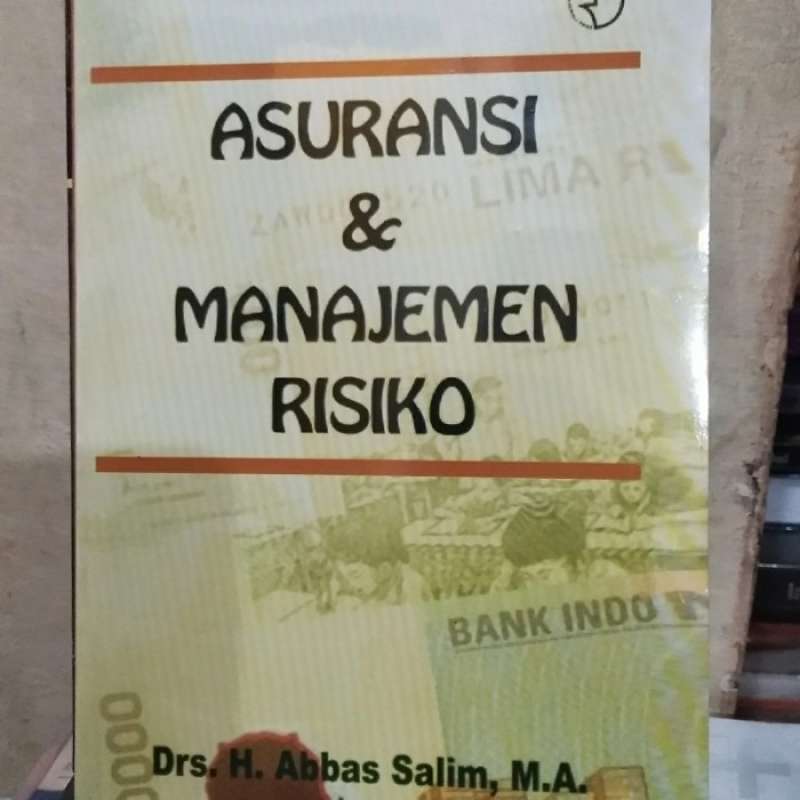 ASURANSI
&
MANAJEMEN
RISIKO
LIMA R
BANK INDO
Drs. H. Abbas Salim, M.A.